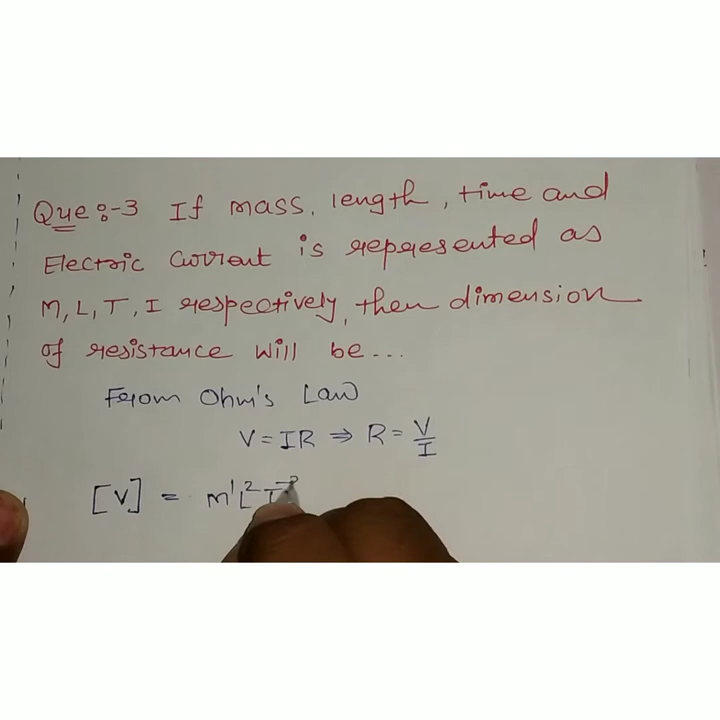 Que:-3 If mass, length, time and
Electric Current is represented as
M, L, T, I respectively, then dimension
of resistance will be...
From Ohm's Law
V = IR ⇒ R = V/I
[V] = M¹L²T